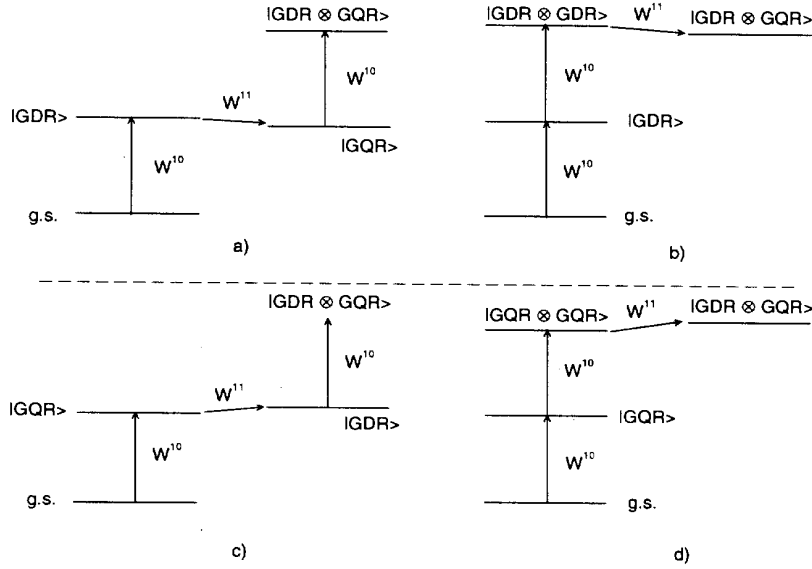 |GDR ⊗ GQR>
W¹⁰
W¹¹
|GDR>
|GQR>
W¹⁰
g.s.
a)
|GDR ⊗ GDR>
W¹¹
|GDR ⊗ GQR>
W¹⁰
|GDR>
W¹⁰
g.s.
b)
|GDR ⊗ GQR>
W¹⁰
W¹¹
|GQR>
|GDR>
W¹⁰
g.s.
c)
|GQR ⊗ GQR>
W¹¹
|GDR ⊗ GQR>
W¹⁰
|GQR>
W¹⁰
g.s.
d)